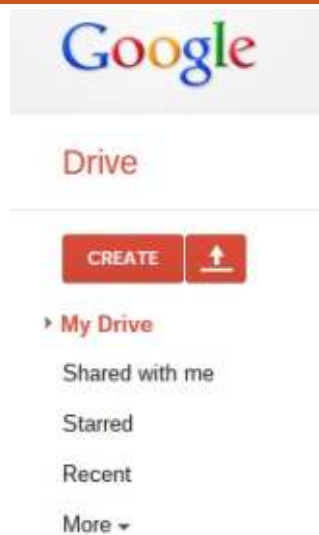 Google
Drive
CREATE
My Drive
Shared with me
Starred
Recent
More